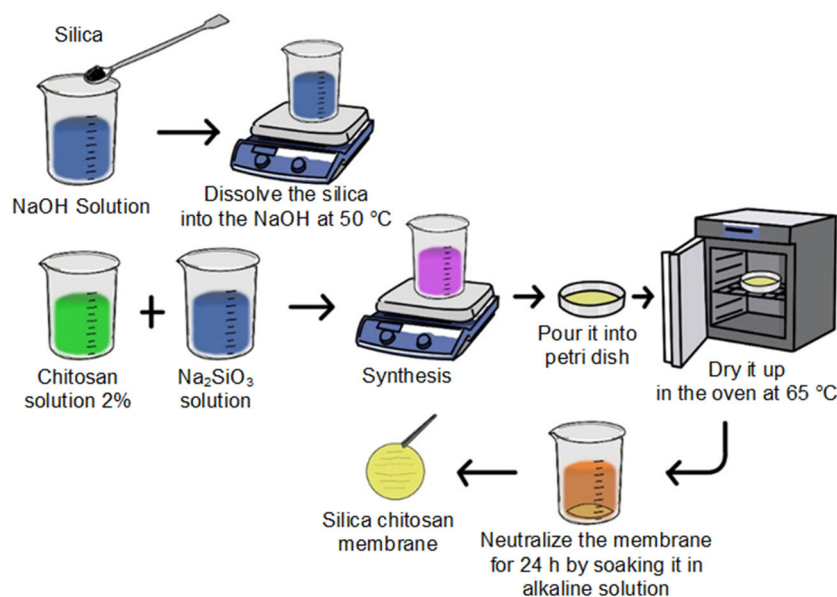 Silica
NaOH Solution
Dissolve the silica
into the NaOH at 50 °C
Chitosan
solution 2%
+
Na₂SiO₃
solution
Synthesis
Pour it into
petri dish
Dry it up
in the oven at 65 °C
Neutralize the membrane
for 24 h by soaking it in
alkaline solution
Silica chitosan
membrane